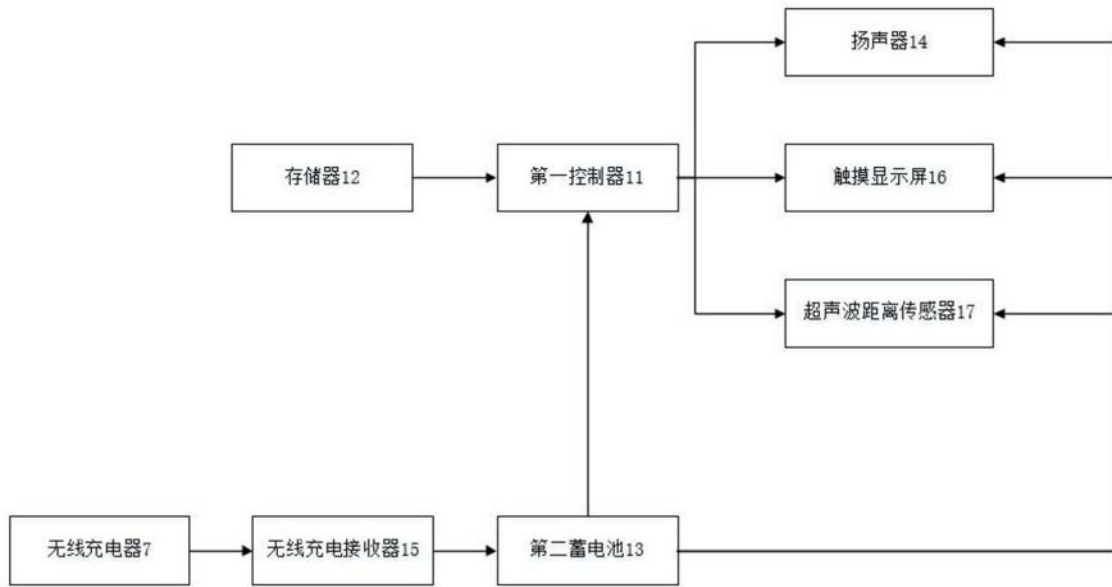 扬声器14
存储器12
第一控制器11
触摸显示屏16
超声波距离传感器17
无线充电器7
无线充电接收器15
第二蓄电池13